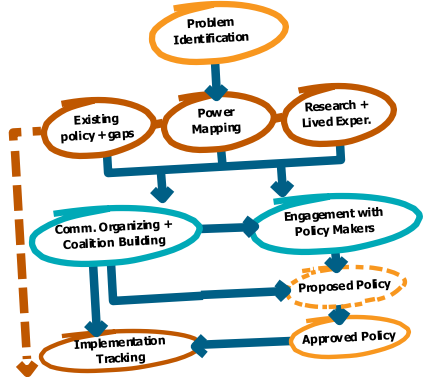 Problem
Identification
Existing
policy + gaps
Power
Mapping
Research +
Lived Exper.
Comm. Organizing +
Coalition Building
Engagement with
Policy Makers
Proposed Policy
Approved Policy
Implementation
Tracking